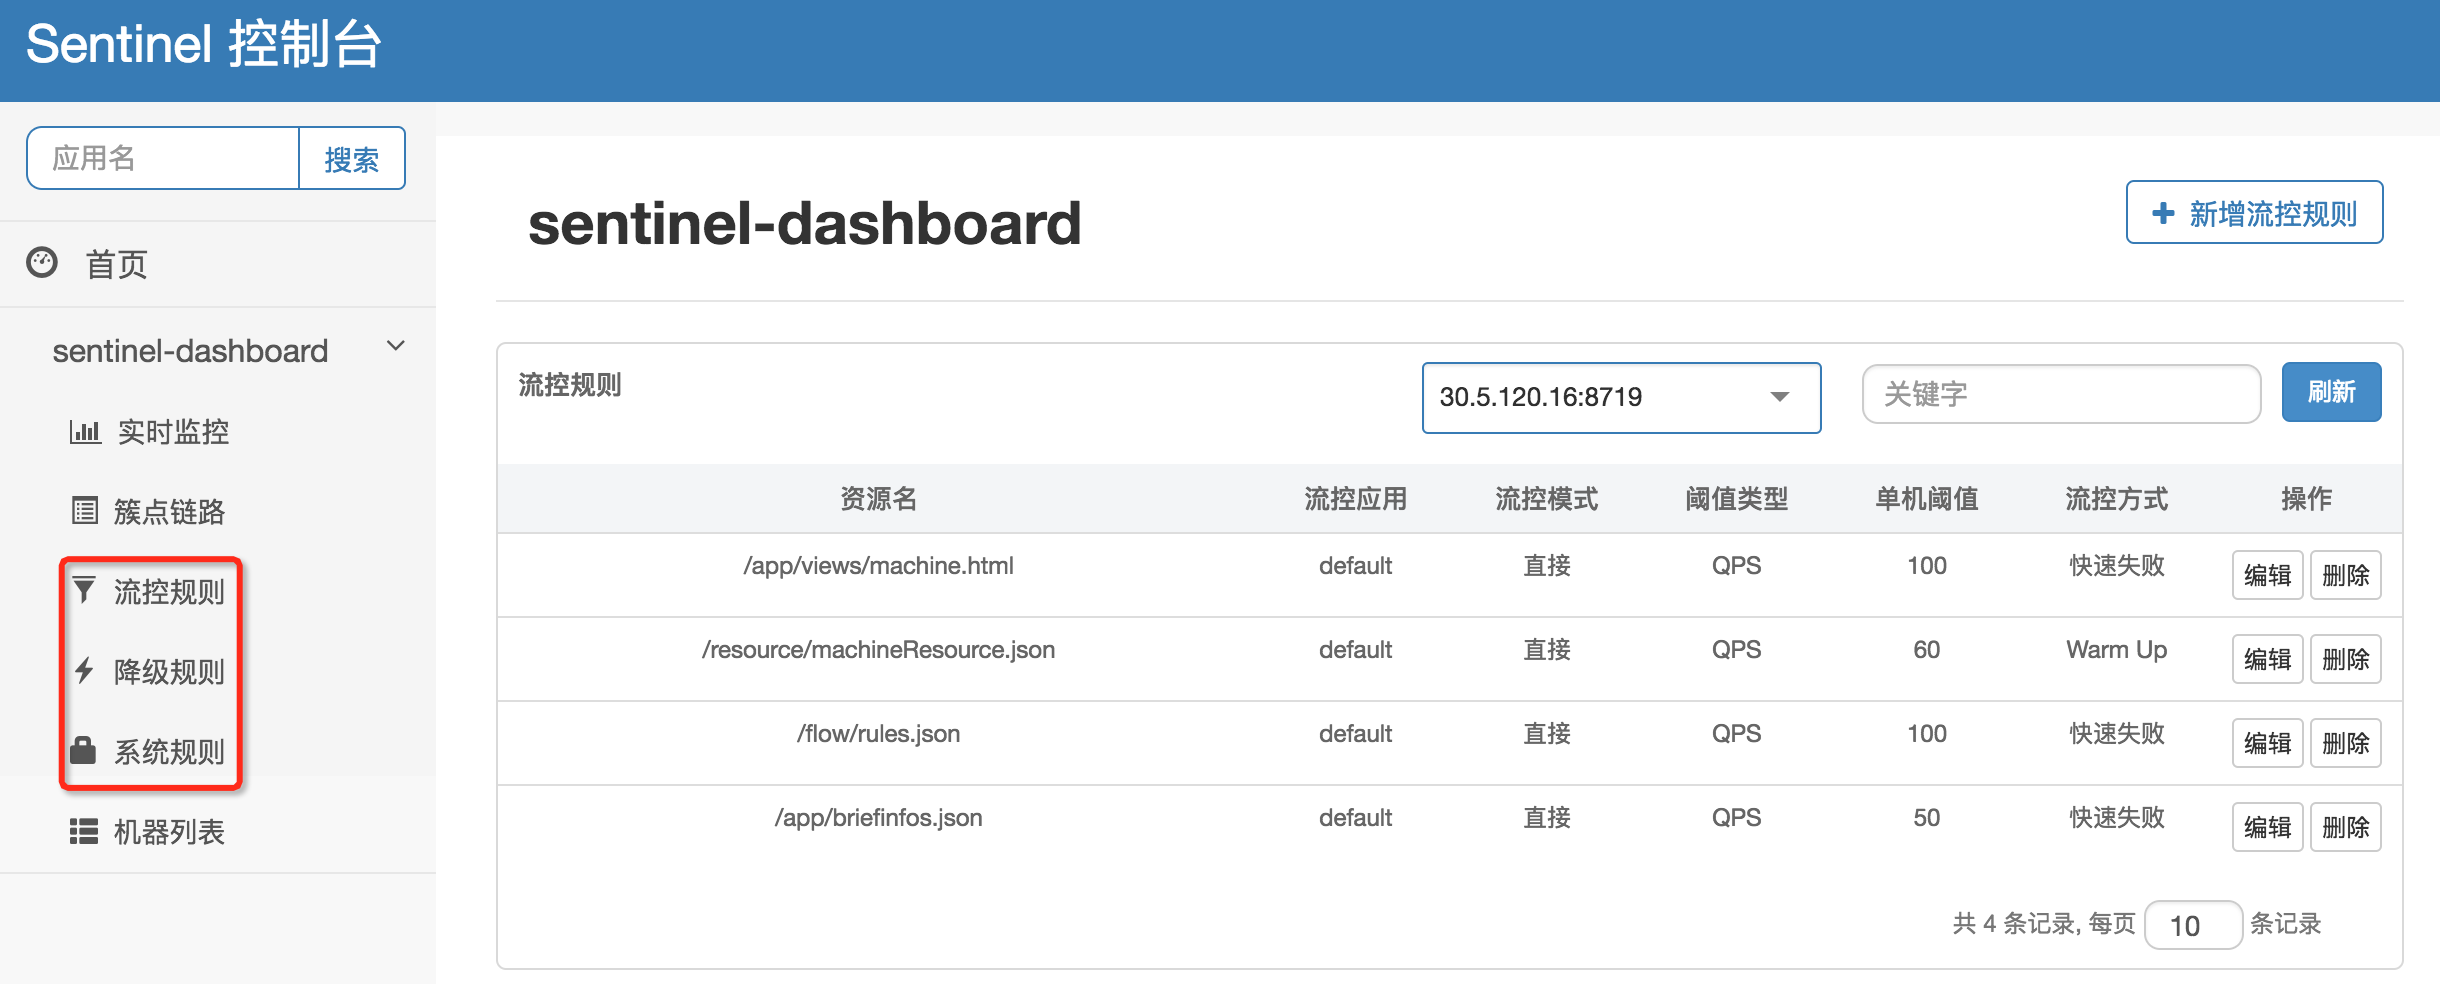 Sentinel 控制台
应用名 搜索
首页
sentinel-dashboard
实时监控
簇点链路
流控规则
降级规则
系统规则
机器列表
sentinel-dashboard
新增流控规则
流控规则 30.5.120.16:8719 关键字 刷新
资源名 流控应用 流控模式 阈值类型 单机阈值 流控方式 操作
/app/views/machine.html default 直接 QPS 100 快速失败 编辑 删除
/resource/machineResource.json default 直接 QPS 60 Warm Up 编辑 删除
/flow/rules.json default 直接 QPS 100 快速失败 编辑 删除
/app/briefinfos.json default 直接 QPS 50 快速失败 编辑 删除
共 4 条记录, 每页 10 条记录